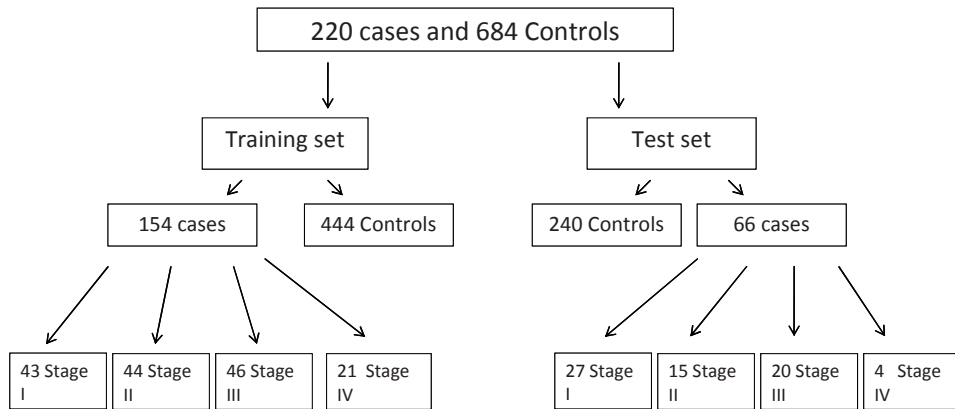 220 cases and 684 Controls
Training set
Test set
154 cases
444 Controls
240 Controls
66 cases
43 Stage
I
44 Stage
II
46 Stage
III
21 Stage
IV
27 Stage
I
15 Stage
II
20 Stage
III
4 Stage
IV